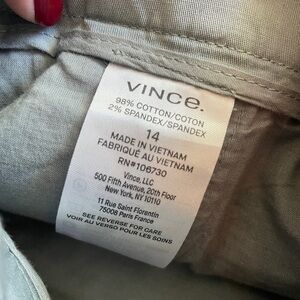 VINCE.
98% COTTON/COTON
2% SPANDEX/SPANDEX
14
MADE IN VIETNAM
FABRIQUÉ AU VIETNAM
RN#106730
Vince, LLC
500 Fifth Avenue, 20th Floor
New York, NY 10110
11 Rue Saint Florentin
75008 Paris France
SEE REVERSE FOR CARE
VOIR AU VERSO POUR LES SOINS